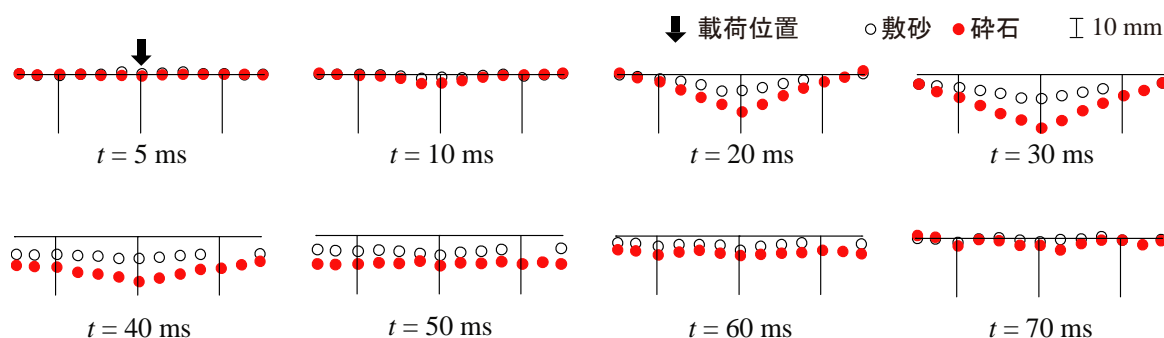 載荷位置 敷砂 砕石 10 mm
t = 5 ms
t = 10 ms
t = 20 ms
t = 30 ms
t = 40 ms
t = 50 ms
t = 60 ms
t = 70 ms